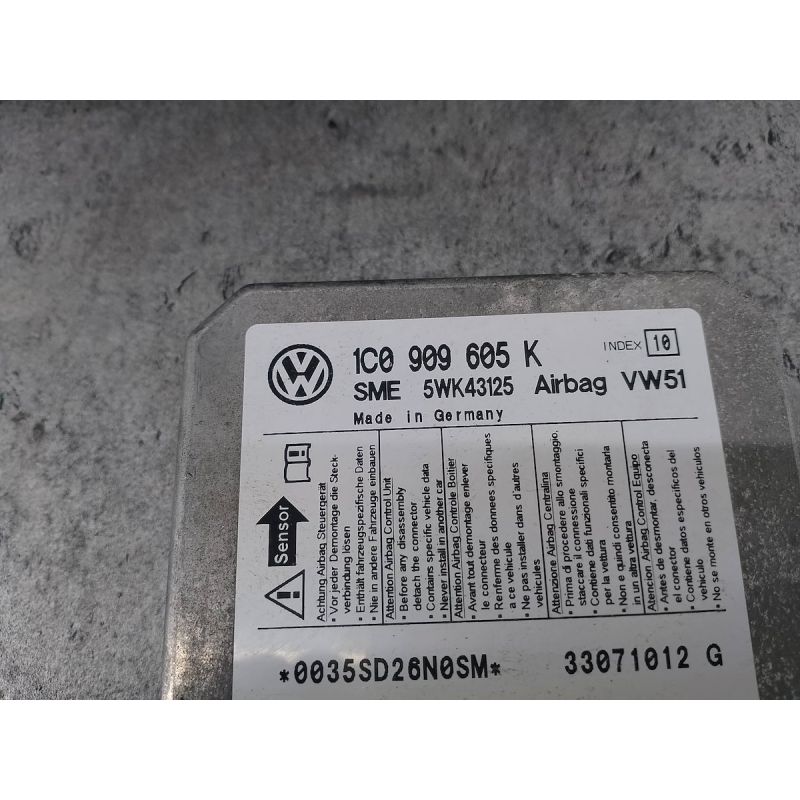 1C0 909 605 K
INDEX 10
SME 5WK43125 Airbag VW51
Made in Germany
Sensor
Achtung Airbag Steuergerät
• Vor jeder Demontage die Steck-
verbindung lösen
• Enthält fahrzeugspezifische Daten
• Nie in andere Fahrzeuge einbauen
Attention Airbag Control Unit
• Before any disassembly
detach the connector
• Contains specific vehicle data
• Never install in another car
Attention Airbag Controle Boitier
• Avant tout demontage enlever
le connecteur
• Renferme des donnees specifiques
a ce vehicule
• Ne pas installer dans d'autres
vehicules
Attenzione Airbag Centralina
• Prima di procedere allo smontaggio,
staccare il connessione
• Contiene dati funzionali specifici
per la vettura
• Non e quindi consentito montarla
in un altra vettura
Atencion Airbag Control Equipo
• Antes de desmontar, desconecta
el conector
• Contiene datos especificos del
vehiculo
• No se monte en otros vehiculos
*0035SD26N0SM*
33071012 G